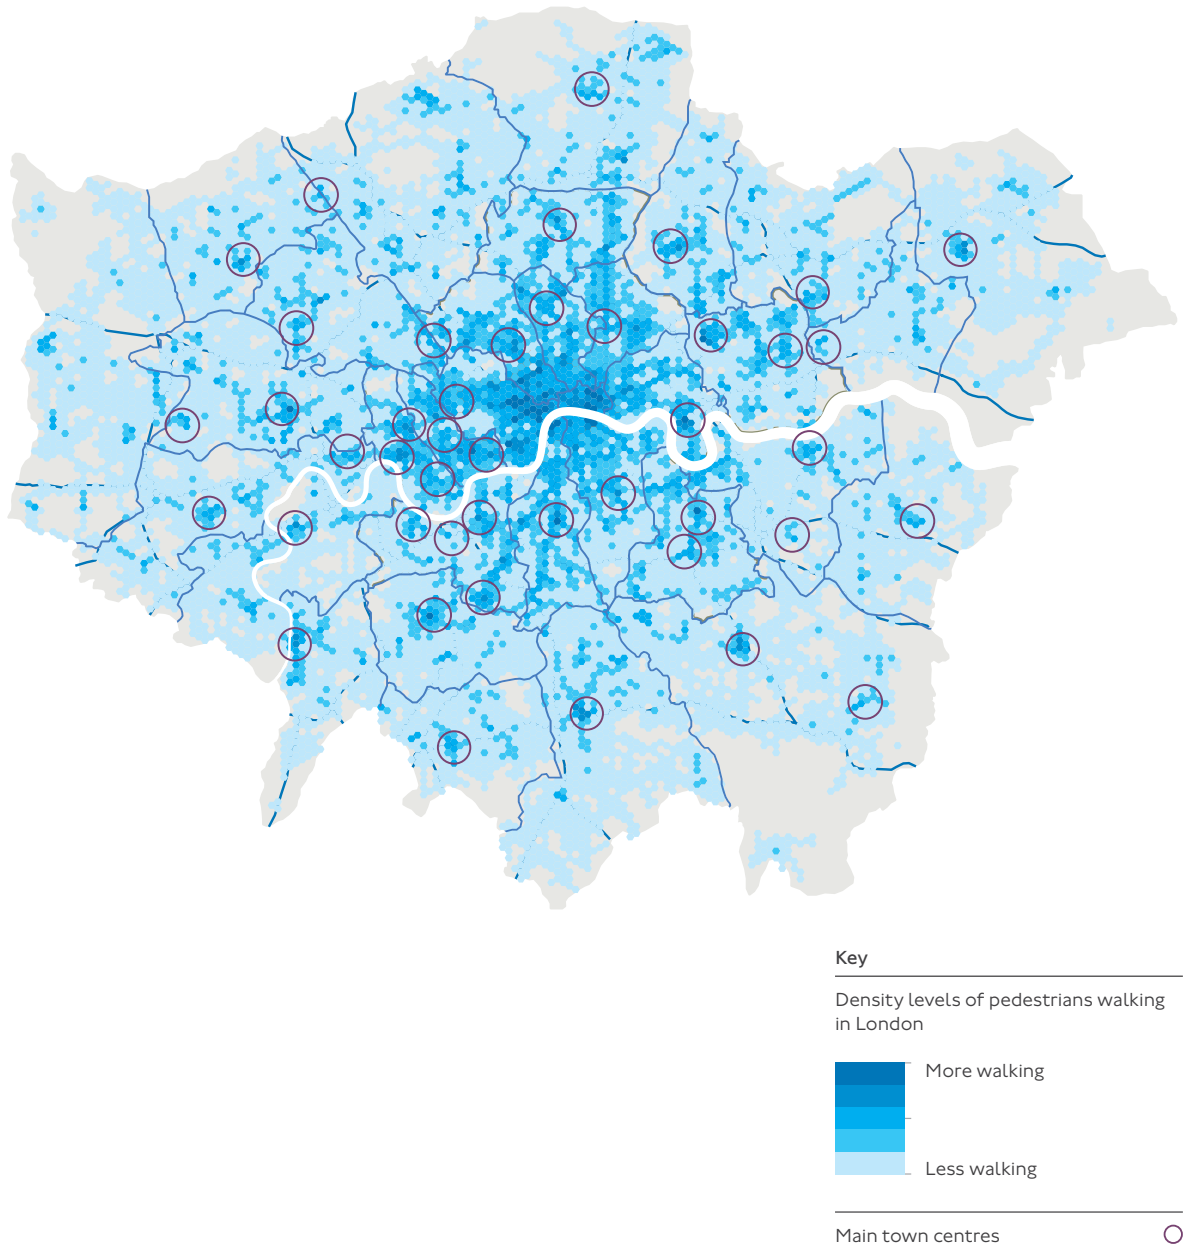 Key
Density levels of pedestrians walking
in London
More walking
Less walking
Main town centres